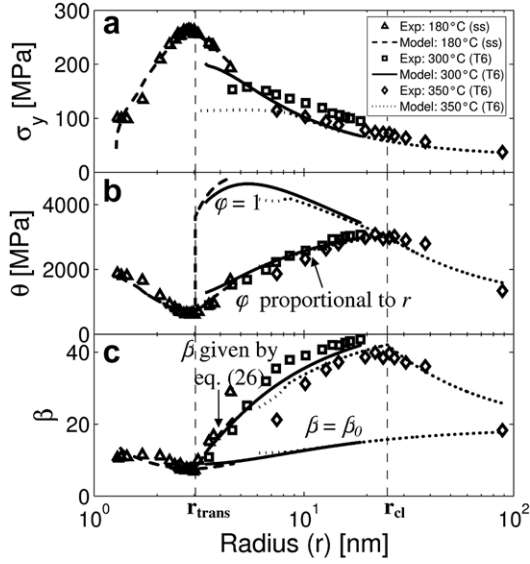 a
300
200
100
0
σy [MPa]
Exp: 180°C (ss)
Model: 180°C (ss)
Exp: 300°C (T6)
Model: 300°C (T6)
Exp: 350°C (T6)
Model: 350°C (T6)
b
4000
2000
0
θ [MPa]
φ = 1
φ proportional to r
c
40
20
0
β
β given by
eq. (26)
β = β0
10^0
r_trans
10^1
r_cl
10^2
Radius (r) [nm]